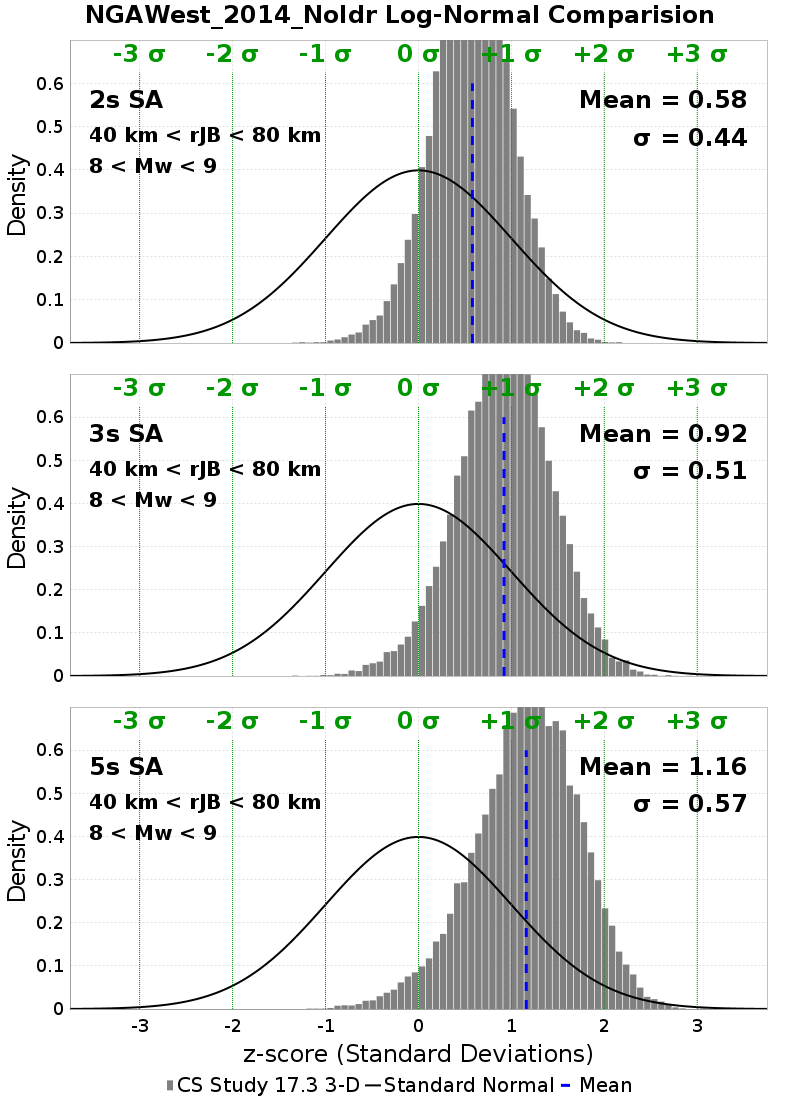 NGAWest_2014_NoIdr Log-Normal Comparision
-3 σ -2 σ -1 σ 0 σ +1 σ +2 σ +3 σ
2s SA
40 km < rJB < 80 km
8 < Mw < 9
Mean = 0.58
σ = 0.44
Density
0.6
0.5
0.4
0.3
0.2
0.1
0
-3 σ -2 σ -1 σ 0 σ +1 σ +2 σ +3 σ
3s SA
40 km < rJB < 80 km
8 < Mw < 9
Mean = 0.92
σ = 0.51
Density
0.6
0.5
0.4
0.3
0.2
0.1
0
-3 σ -2 σ -1 σ 0 σ +1 σ +2 σ +3 σ
5s SA
40 km < rJB < 80 km
8 < Mw < 9
Mean = 1.16
σ = 0.57
Density
0.6
0.5
0.4
0.3
0.2
0.1
0
-3 -2 -1 0 1 2 3
z-score (Standard Deviations)
CS Study 17.3 3-D Standard Normal Mean